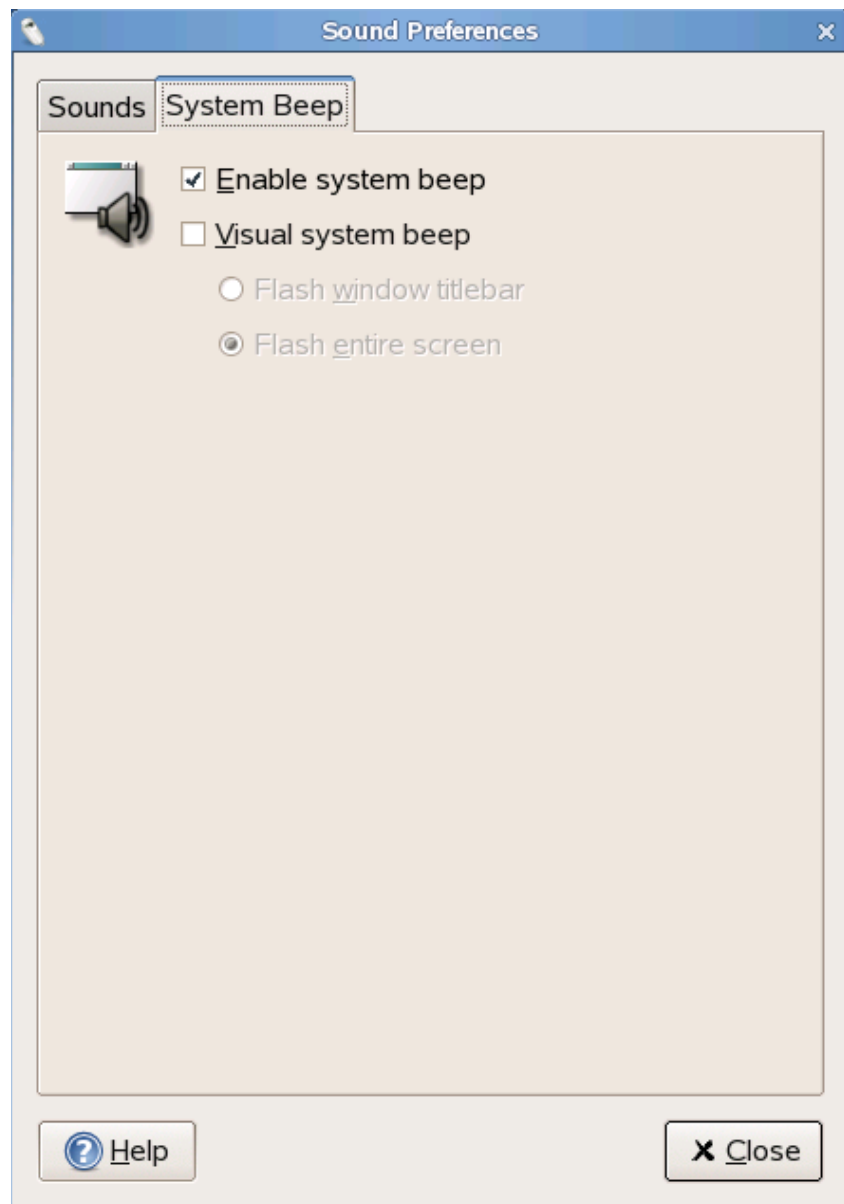 Sound Preferences
Sounds
System Beep
Enable system beep
Visual system beep
Flash window titlebar
Flash entire screen
Help
Close